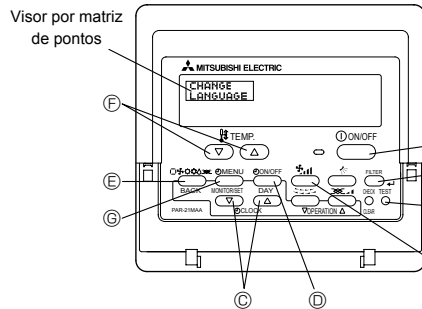 Visor por matriz
de pontos
MITSUBISHI ELECTRIC
CHANGE
LANGUAGE
F
TEMP.
ON/OFF
E
BACK
MENU
MONITOR/SET
ON/OFF
DAY
FILTER
CHECK TEST
PAR-21MAA
CLOCK
OPERATION
CLEAR
G
C
D